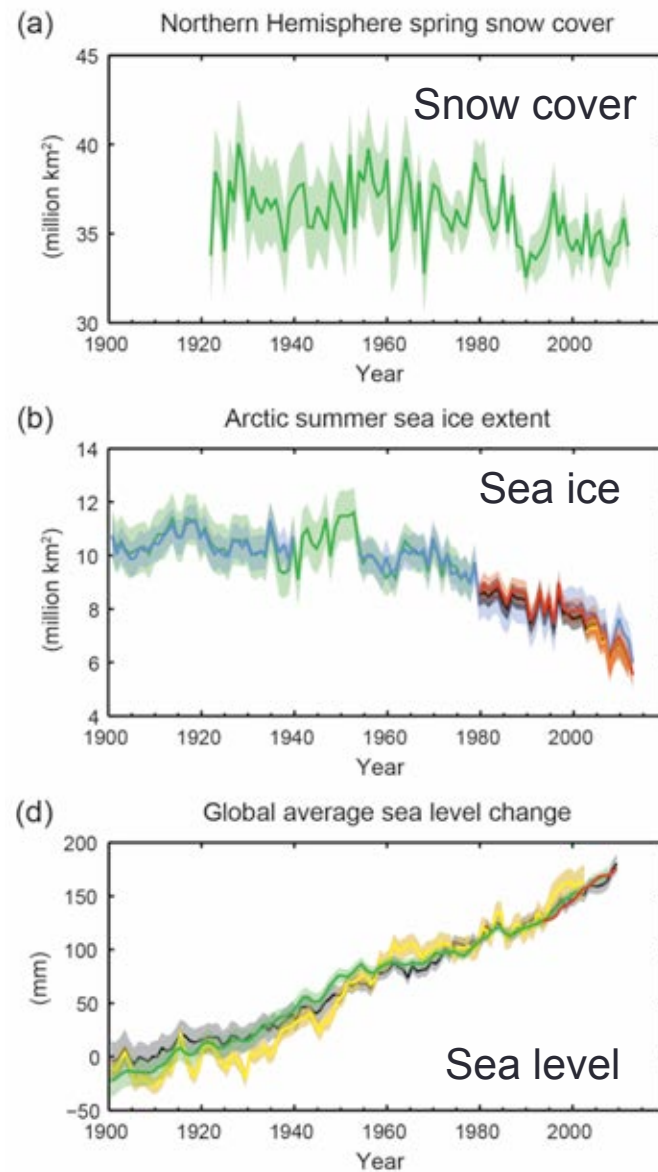 (a) Northern Hemisphere spring snow cover
Snow cover
45
40
35
30
(million km²)
1900 1920 1940 1960 1980 2000
Year
(b) Arctic summer sea ice extent
Sea ice
14
12
10
8
6
4
(million km²)
1900 1920 1940 1960 1980 2000
Year
(d) Global average sea level change
200
150
100
50
0
−50
(mm)
Sea level
1900 1920 1940 1960 1980 2000
Year